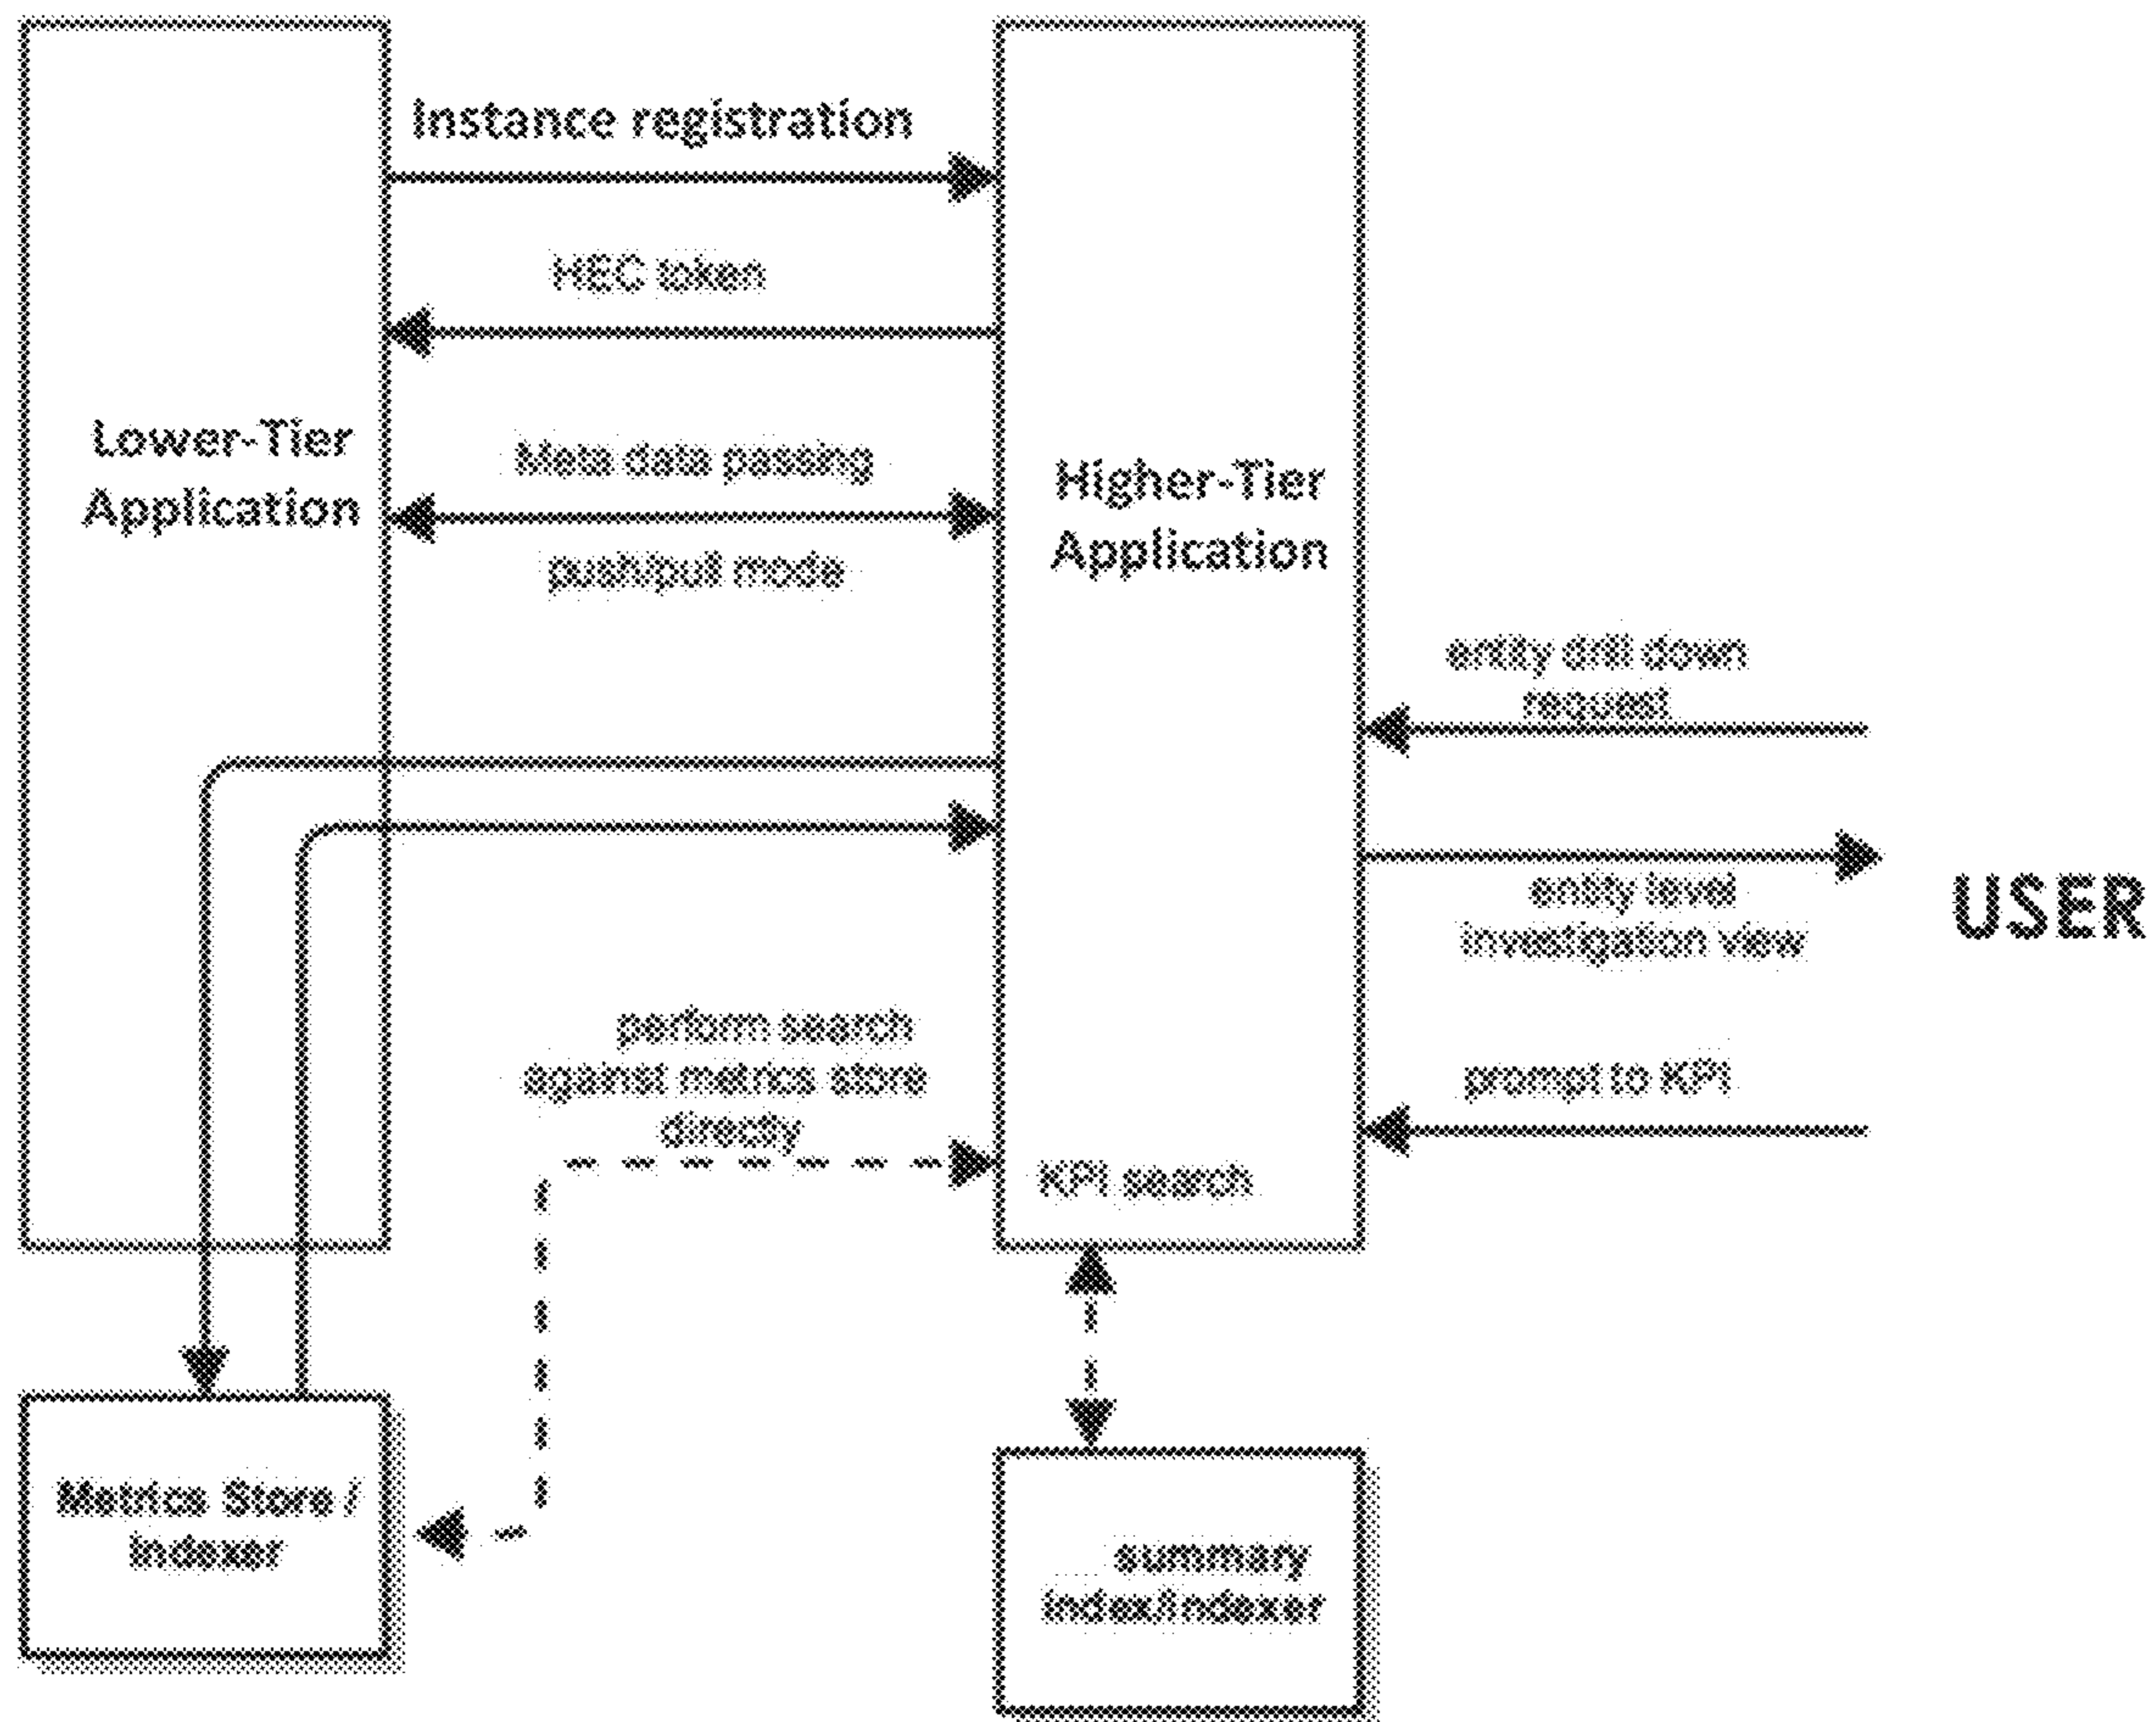 Instance registration
HEC token
Lower-Tier
Application
Meta data passing
push/pull mode
Higher-Tier
Application
entity drill down
request
entity level
investigation view
USER
perform search
against metrics store
directly
prompt to KPI
KPI search
Metrics Store /
indexer
summary
index/indexer